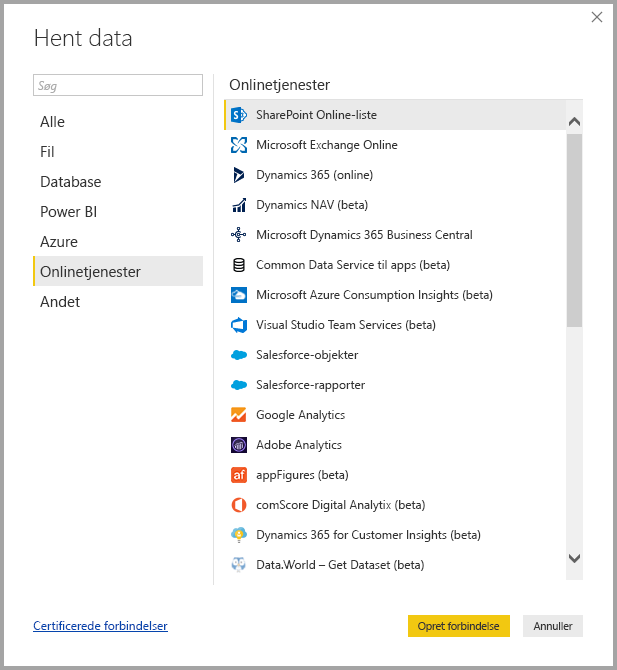 Hent data
Søg
Alle
Fil
Database
Power BI
Azure
Onlinetjenester
Andet
Onlinetjenester
SharePoint Online-liste
Microsoft Exchange Online
Dynamics 365 (online)
Dynamics NAV (beta)
Microsoft Dynamics 365 Business Central
Common Data Service til apps (beta)
Microsoft Azure Consumption Insights (beta)
Visual Studio Team Services (beta)
Salesforce-objekter
Salesforce-rapporter
Google Analytics
Adobe Analytics
af appFigures (beta)
comScore Digital Analytix (beta)
Dynamics 365 for Customer Insights (beta)
Data.World – Get Dataset (beta)
Certificerede forbindelser
Opret forbindelse
Annuller